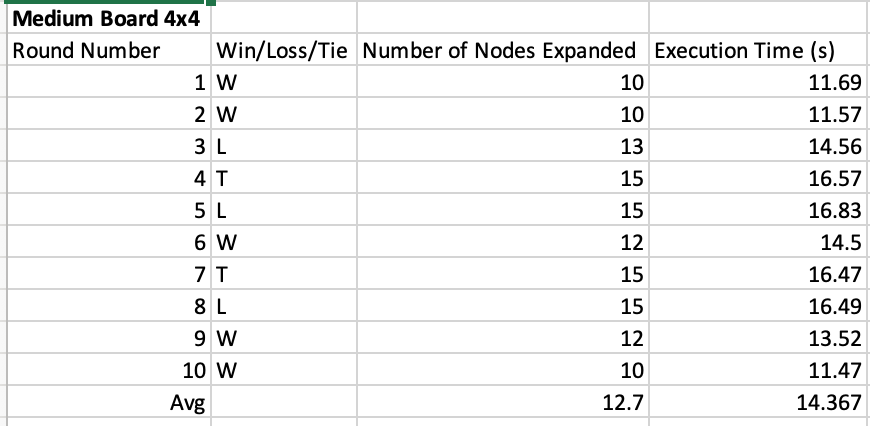 Medium Board 4x4
Round Number Win/Loss/Tie Number of Nodes Expanded Execution Time (s)
1 W 10 11.69
2 W 10 11.57
3 L 13 14.56
4 T 15 16.57
5 L 15 16.83
6 W 12 14.5
7 T 15 16.47
8 L 15 16.49
9 W 12 13.52
10 W 10 11.47
Avg 12.7 14.367